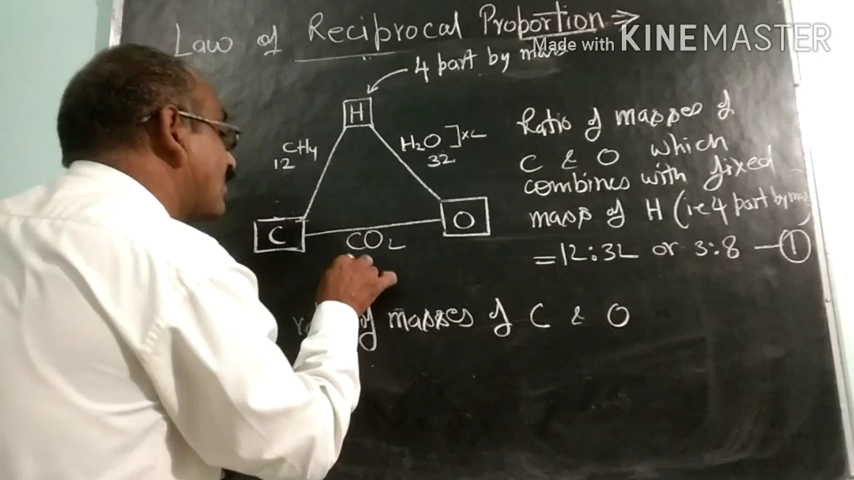 Law of Reciprocal Proportion ⇒
Made with KINEMASTER
4 part by mass
H
CH4
12
H2O]×2
32
C
O
CO2
Ratio of masses of
C & O which
combines with fixed
mass of H (i.e 4 part by mass)
=12:32 or 3:8 —①
of masses of C & O